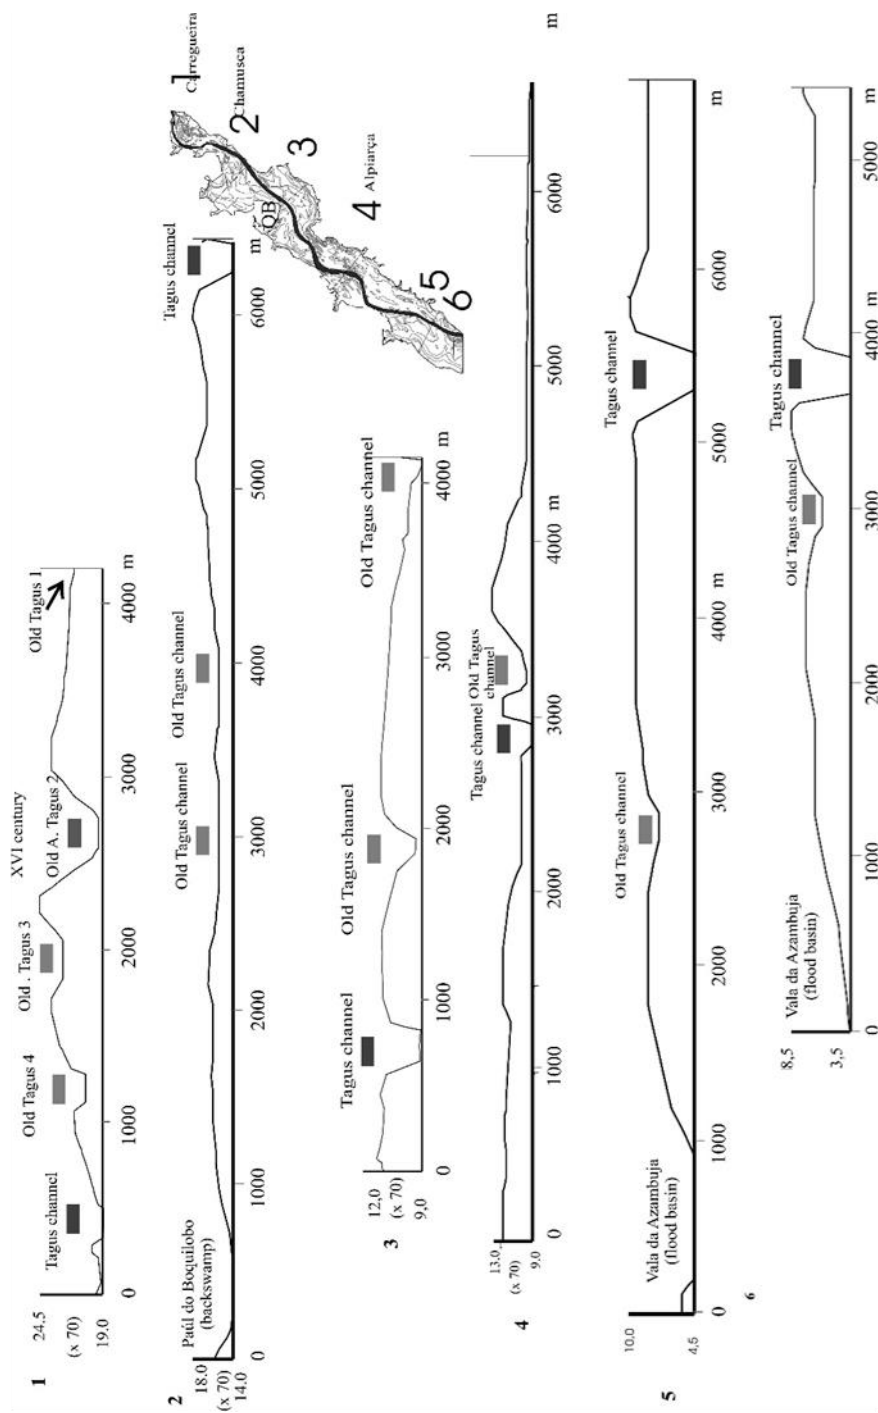 1
24.5
(x 70)
19.0
Tagus channel
Old Tagus 4
Old . Tagus 3
XVI century
Old A. Tagus 2
Old Tagus 1
0
1000
2000
3000
4000
m
2
18.0
(x 70)
14.0
Paúl do Boquilobo
(backswamp)
Old Tagus channel
Old Tagus channel
Tagus channel
0
1000
2000
3000
4000
5000
6000
m
1
Carregueira
2
Chamusca
3
QB
4
Alpiarça
5
6
3
12,0
(x 70)
9,0
Tagus channel
Old Tagus channel
Old Tagus channel
0
1000
2000
3000
4000
m
4
13.0
(x 70)
9.0
Tagus channel
Old Tagus
channel
0
1000
2000
3000
4000
m
5000
6000
m
5
10.0
4.5
Vala da Azambuja
(flood basin)
Old Tagus channel
Tagus channel
0
1000
2000
3000
4000
m
5000
6000
m
6
8,5
3,5
Vala da Azambuja
(flood basin)
Old Tagus channel
Tagus channel
0
1000
2000
3000
4000
5000
m